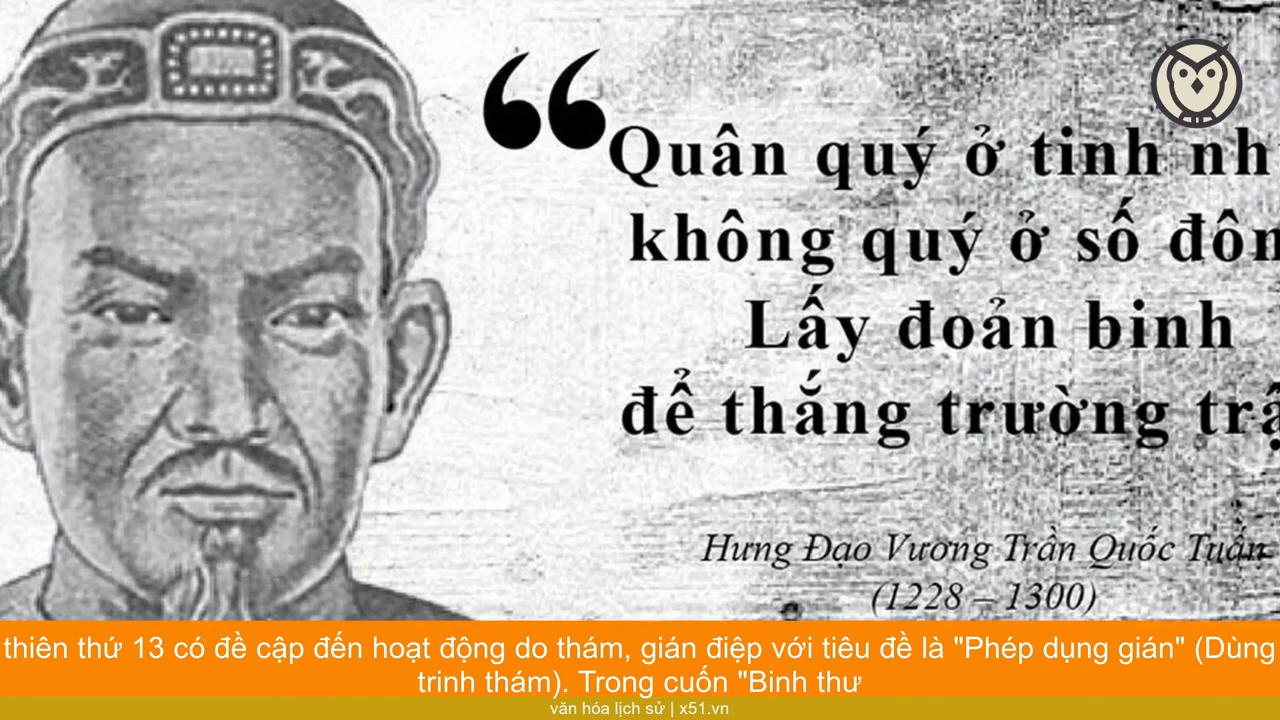 “Quân quý ở tinh nh
không quý ở số đôn
Lấy đoản binh
để thắng trường trậ
Hưng Đạo Vương Trần Quốc Tuấn
(1228 – 1300)
thiên thứ 13 có đề cập đến hoạt động do thám, gián điệp với tiêu đề là "Phép dụng gián" (Dùng
trinh thám). Trong cuốn "Binh thư
văn hóa lịch sử | x51.vn